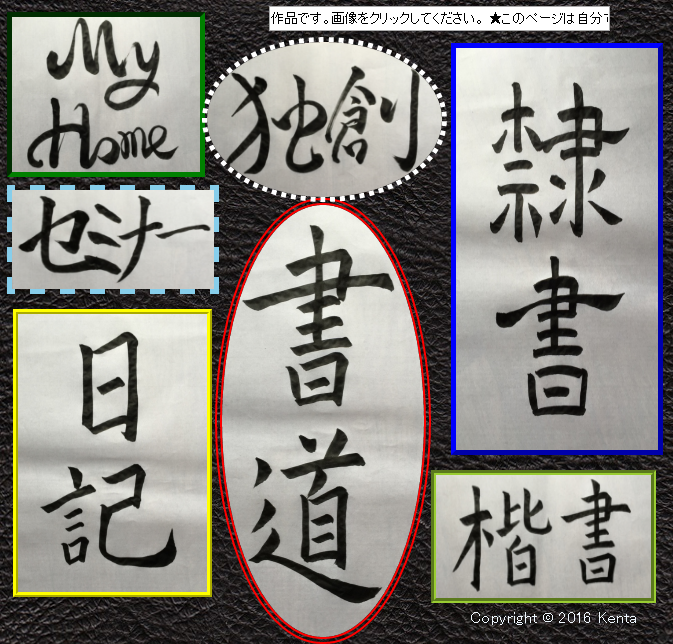 作品です。画像をクリックしてください。 ★このページは自分で
My
Home
独創
隷書
セミナー
書道
日記
楷書
Copyright © 2016 Kenta